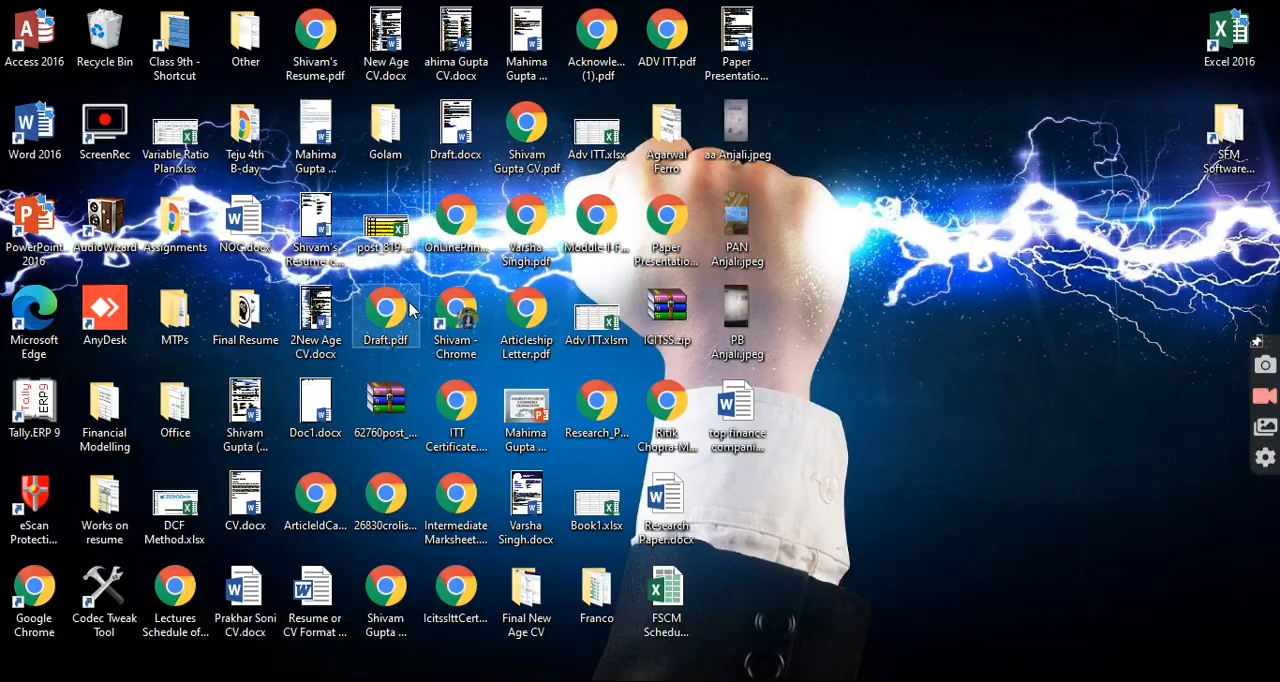 Access 2016
Recycle Bin
Class 9th -
Shortcut
Other
Shivam's
Resume.pdf
New Age
CV.docx
ahima Gupta
CV.docx
Mahima
Gupta ...
Acknowle...
(1).pdf
ADV ITT.pdf
Paper
Presentatio...
Excel 2016
Word 2016
ScreenRec
Variable Ratio
Plan.xlsx
Teju 4th
B-day
Mahima
Gupta ...
Golam
Draft.docx
Shivam
Gupta CV.pdf
Adv ITT.xlsx
Agarwal
Ferro
aa Anjali.jpeg
SFM
Software...
PowerPoint
2016
AudioWizard
Assignments
NOC.docx
Shivam's
Resume-c...
post_819-...
OnLinePrin...
Varsha
Singh.pdf
Module-1-F...
Paper
Presentatio...
PAN
Anjali.jpeg
Microsoft
Edge
AnyDesk
MTPs
Final Resume
2New Age
CV.docx
Draft.pdf
Shivam -
Chrome
Articleship
Letter.pdf
Adv ITT.xlsm
ICITSS.zip
PB
Anjali.jpeg
Tally.ERP 9
Financial
Modelling
Office
Shivam
Gupta (...
Doc1.docx
62760post_...
ITT
Certificate....
Mahima
Gupta ...
Research_P...
Ritik
Chopra-M...
top finance
compani...
eScan
Protecti...
Works on
resume
ZERODHA
DCF
Method.xlsx
CV.docx
ArticleIdCa...
26830crolis...
Intermediate
Marksheet....
Varsha
Singh.docx
Book1.xlsx
Research
Paper.docx
Google
Chrome
Codec Tweak
Tool
Lectures
Schedule of...
Prakhar Soni
CV.docx
Resume or
CV Format ...
Shivam
Gupta ...
IcitssIttCert...
Final New
Age CV
Franco
FSCM
Schedu...